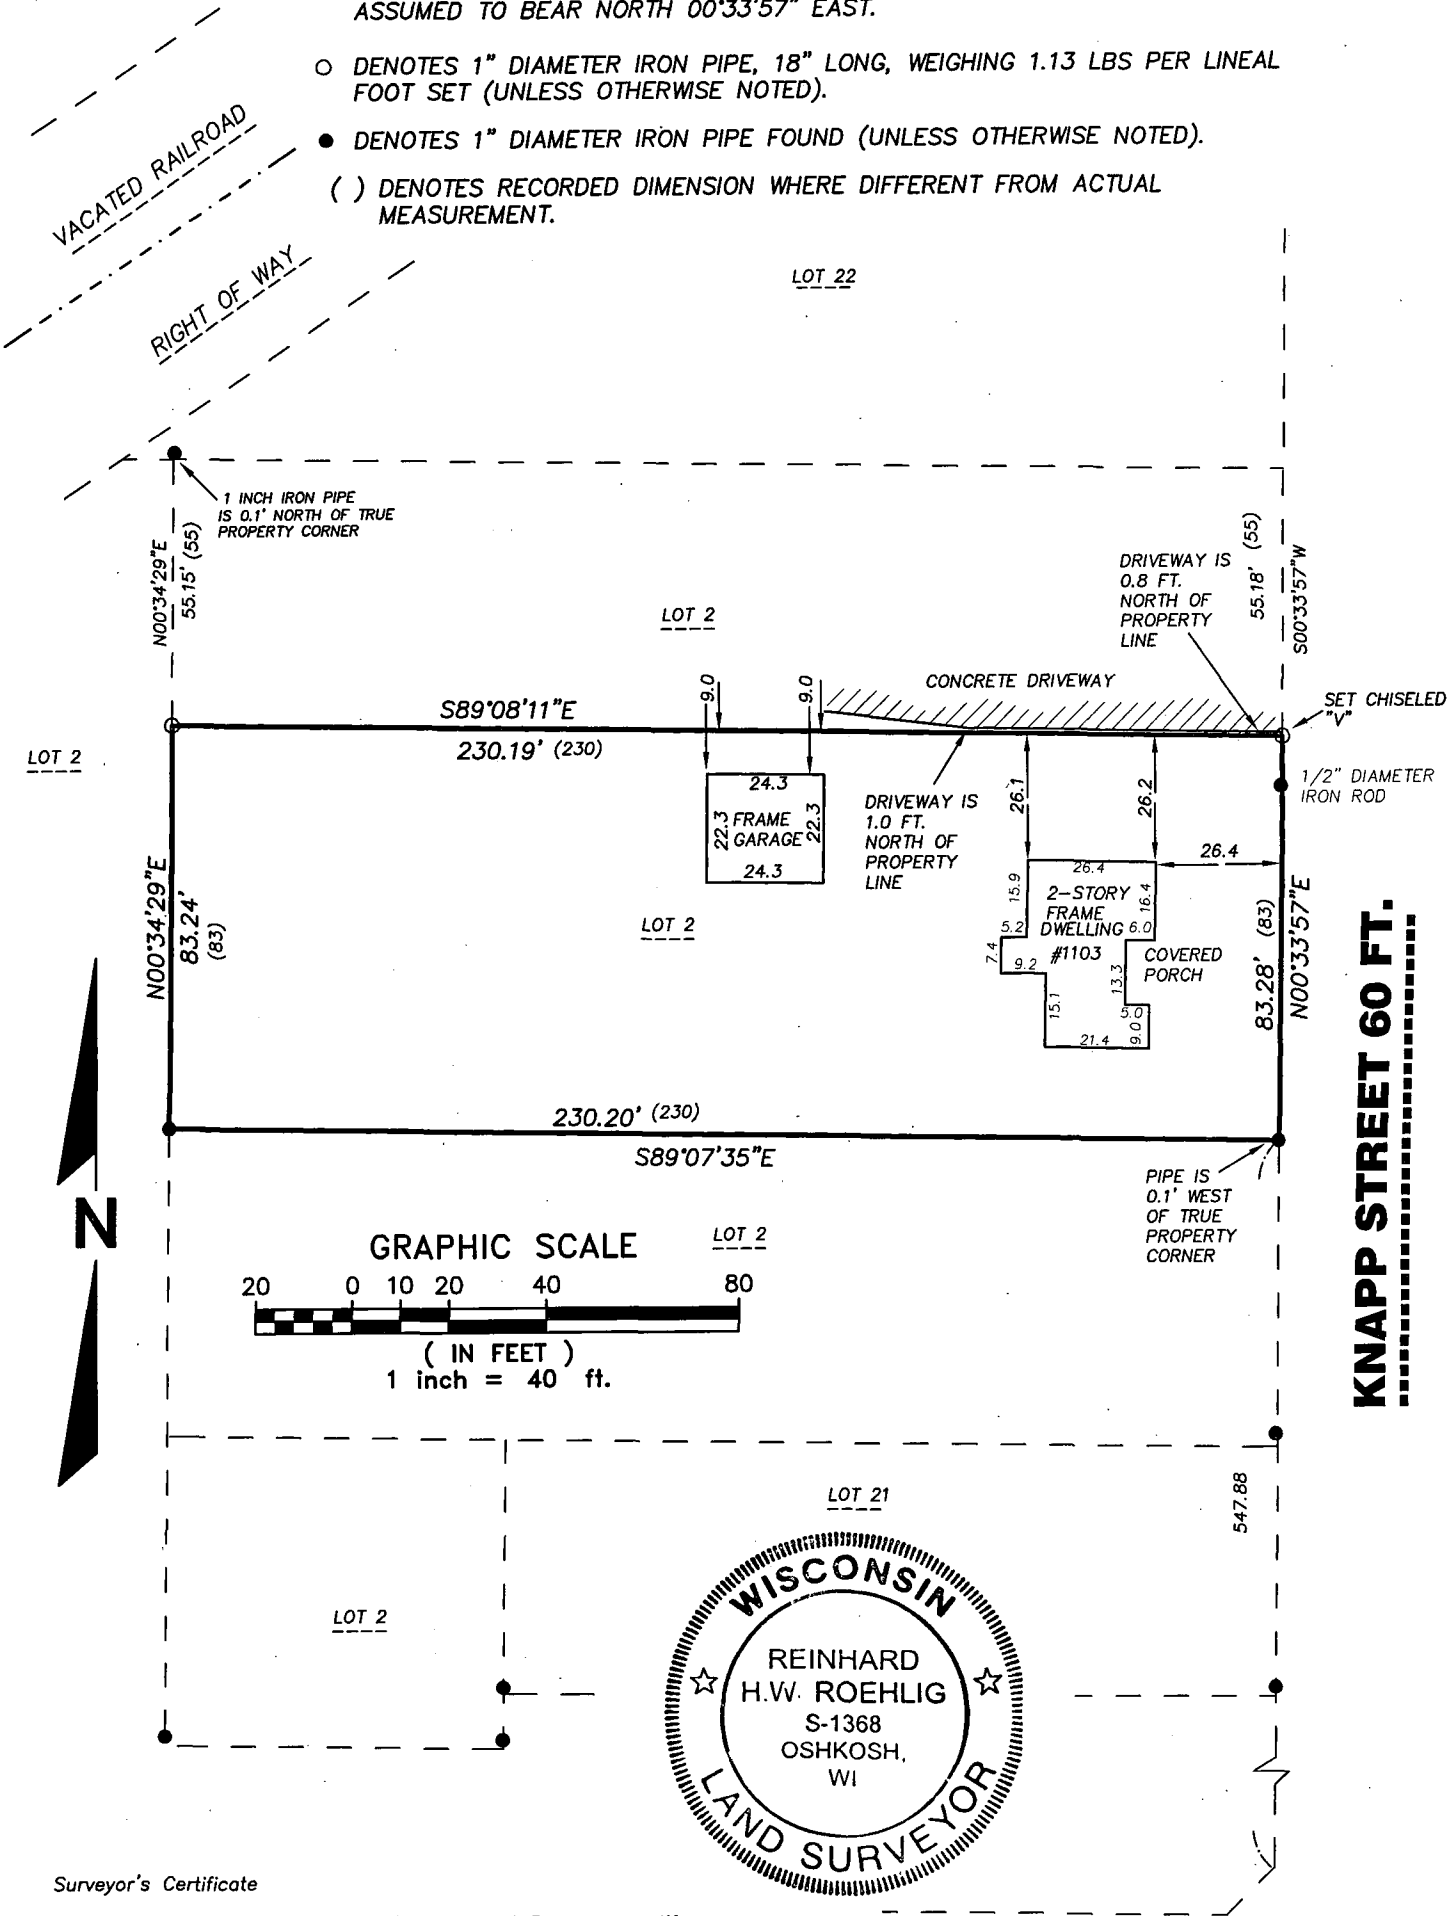 ASSUMED TO BEAR NORTH 00°33'57" EAST.
DENOTES 1" DIAMETER IRON PIPE, 18" LONG, WEIGHING 1.13 LBS PER LINEAL
FOOT SET (UNLESS OTHERWISE NOTED).
DENOTES 1" DIAMETER IRON PIPE FOUND (UNLESS OTHERWISE NOTED).
( ) DENOTES RECORDED DIMENSION WHERE DIFFERENT FROM ACTUAL
MEASUREMENT.
VACATED RAILROAD
RIGHT OF WAY
LOT 22
1 INCH IRON PIPE
IS 0.1' NORTH OF TRUE
PROPERTY CORNER
N00°34'29"E
55.15' (55)
LOT 2
DRIVEWAY IS
0.8 FT.
NORTH OF
PROPERTY
LINE
55.18' (55)
S00°33'57"W
CONCRETE DRIVEWAY
SET CHISELED
"V"
9.0
9.0
S89°08'11"E
230.19' (230)
LOT 2
1/2" DIAMETER
IRON ROD
24.3
22.3
FRAME
GARAGE
22.3
24.3
DRIVEWAY IS
1.0 FT.
NORTH OF
PROPERTY
LINE
26.1
26.2
26.4
26.4
15.9
2-STORY
FRAME
DWELLING
#1103
16.4
5.2
6.0
7.4
9.2
13.3
COVERED
PORCH
15.1
5.0
9.0
21.4
LOT 2
N00°34'29"E
83.24'
(83)
83.28' (83)
N00°33'57"E
KNAPP STREET 60 FT.
230.20' (230)
S89°07'35"E
PIPE IS
0.1' WEST
OF TRUE
PROPERTY
CORNER
N
LOT 2
GRAPHIC SCALE
20 0 10 20 40 80
( IN FEET )
1 inch = 40 ft.
LOT 21
547.88
LOT 2
WISCONSIN
REINHARD
H.W. ROEHLIG
S-1368
OSHKOSH,
WI
LAND SURVEYOR
Surveyor's Certificate